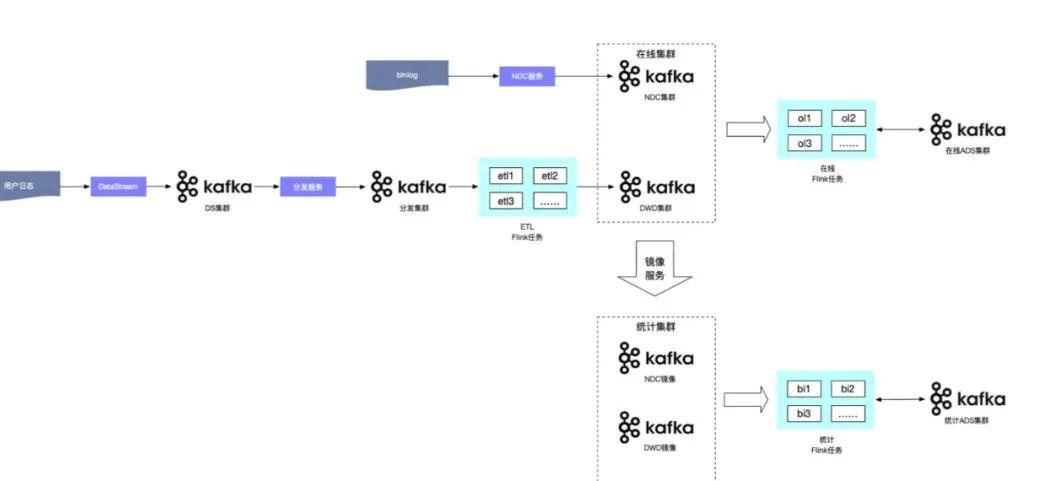 在线集群
binlog
NDC服务
kafka
NDC集群
ol1
ol2
ol3
......
在线
Flink任务
kafka
在线ADS集群
用户日志
DataStream
kafka
DS集群
分发服务
kafka
分发集群
etl1
etl2
etl3
......
ETL
Flink任务
kafka
DWD集群
镜像
服务
统计集群
kafka
NDC镜像
kafka
DWD镜像
bi1
bi2
bi3
......
统计
Flink任务
kafka
统计ADS集群